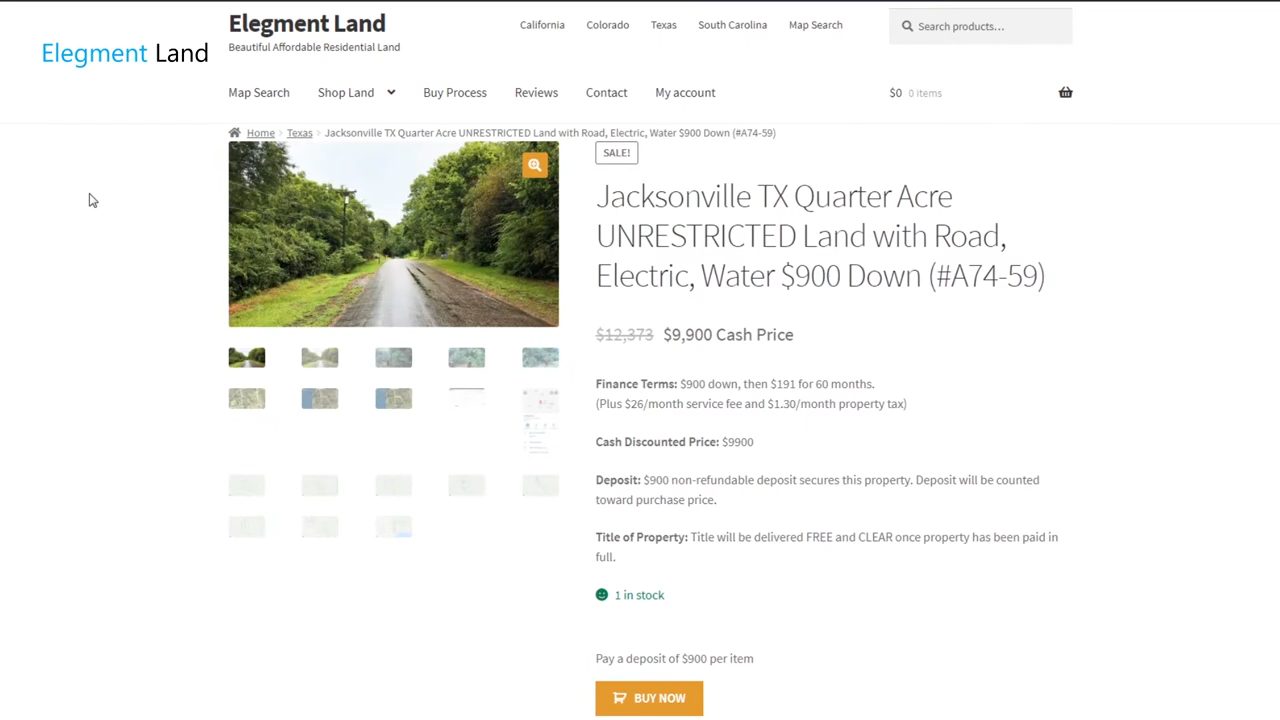 Elegment Land
Elegment Land
Beautiful Affordable Residential Land
California Colorado Texas South Carolina Map Search
Search products...
Map Search Shop Land Buy Process Reviews Contact My account
$0 0 items
Home Texas Jacksonville TX Quarter Acre UNRESTRICTED Land with Road, Electric, Water $900 Down (#A74-59)
SALE!
Jacksonville TX Quarter Acre
UNRESTRICTED Land with Road,
Electric, Water $900 Down (#A74-59)
$12,373 $9,900 Cash Price
Finance Terms: $900 down, then $191 for 60 months.
(Plus $26/month service fee and $1.30/month property tax)
Cash Discounted Price: $9900
Deposit: $900 non-refundable deposit secures this property. Deposit will be counted
toward purchase price.
Title of Property: Title will be delivered FREE and CLEAR once property has been paid in
full.
1 in stock
Pay a deposit of $900 per item
BUY NOW